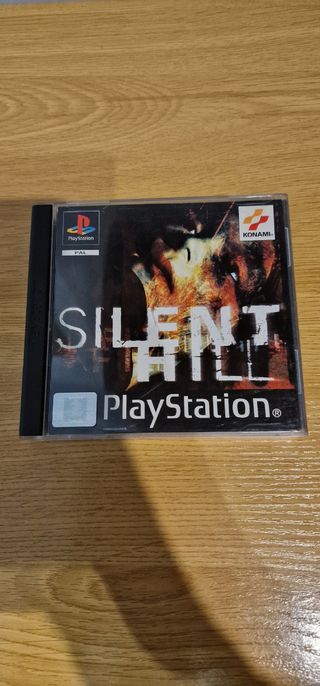 PlayStation
PAL
KONAMI
SILENT
HILL
PlayStation®